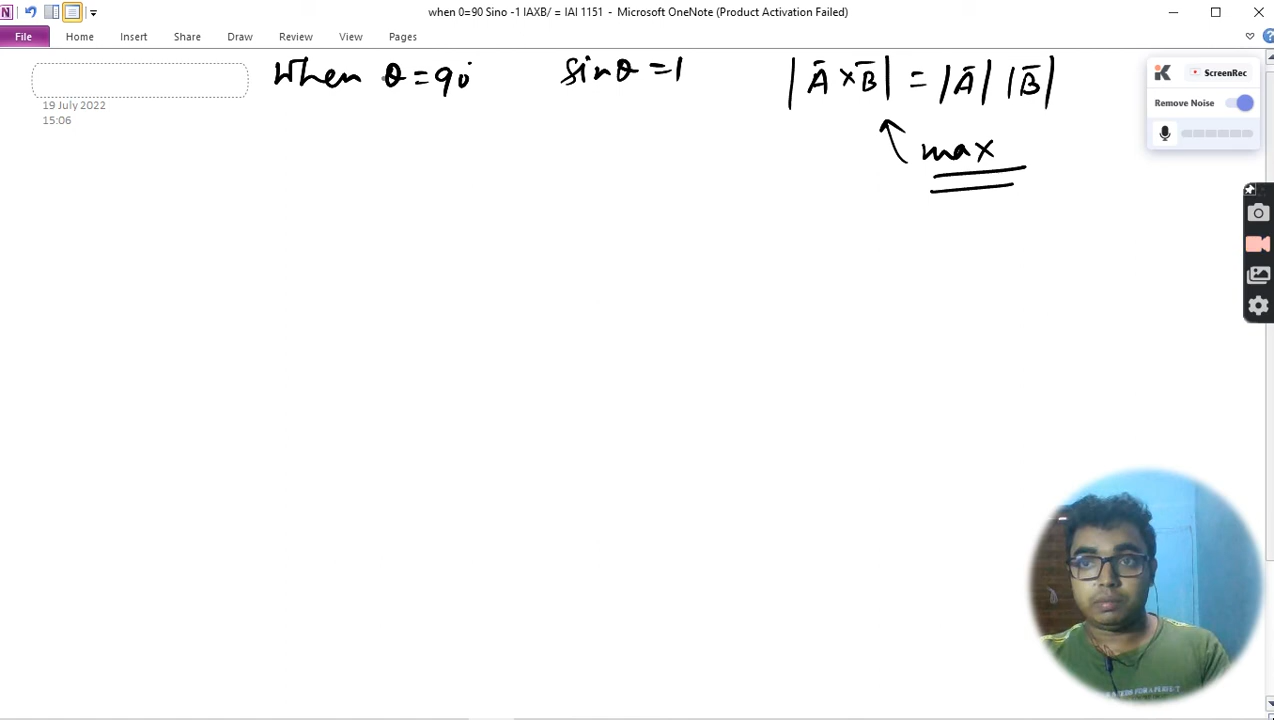 when 0=90 Sino -1 IAXB/ = IAI 1151 - Microsoft OneNote (Product Activation Failed)
File Home Insert Share Draw Review View Pages
When θ = 90° sinθ = 1 |A̅ × B̅| = |A̅| |B̅|
max
19 July 2022
15:06
ScreenRec
Remove Noise